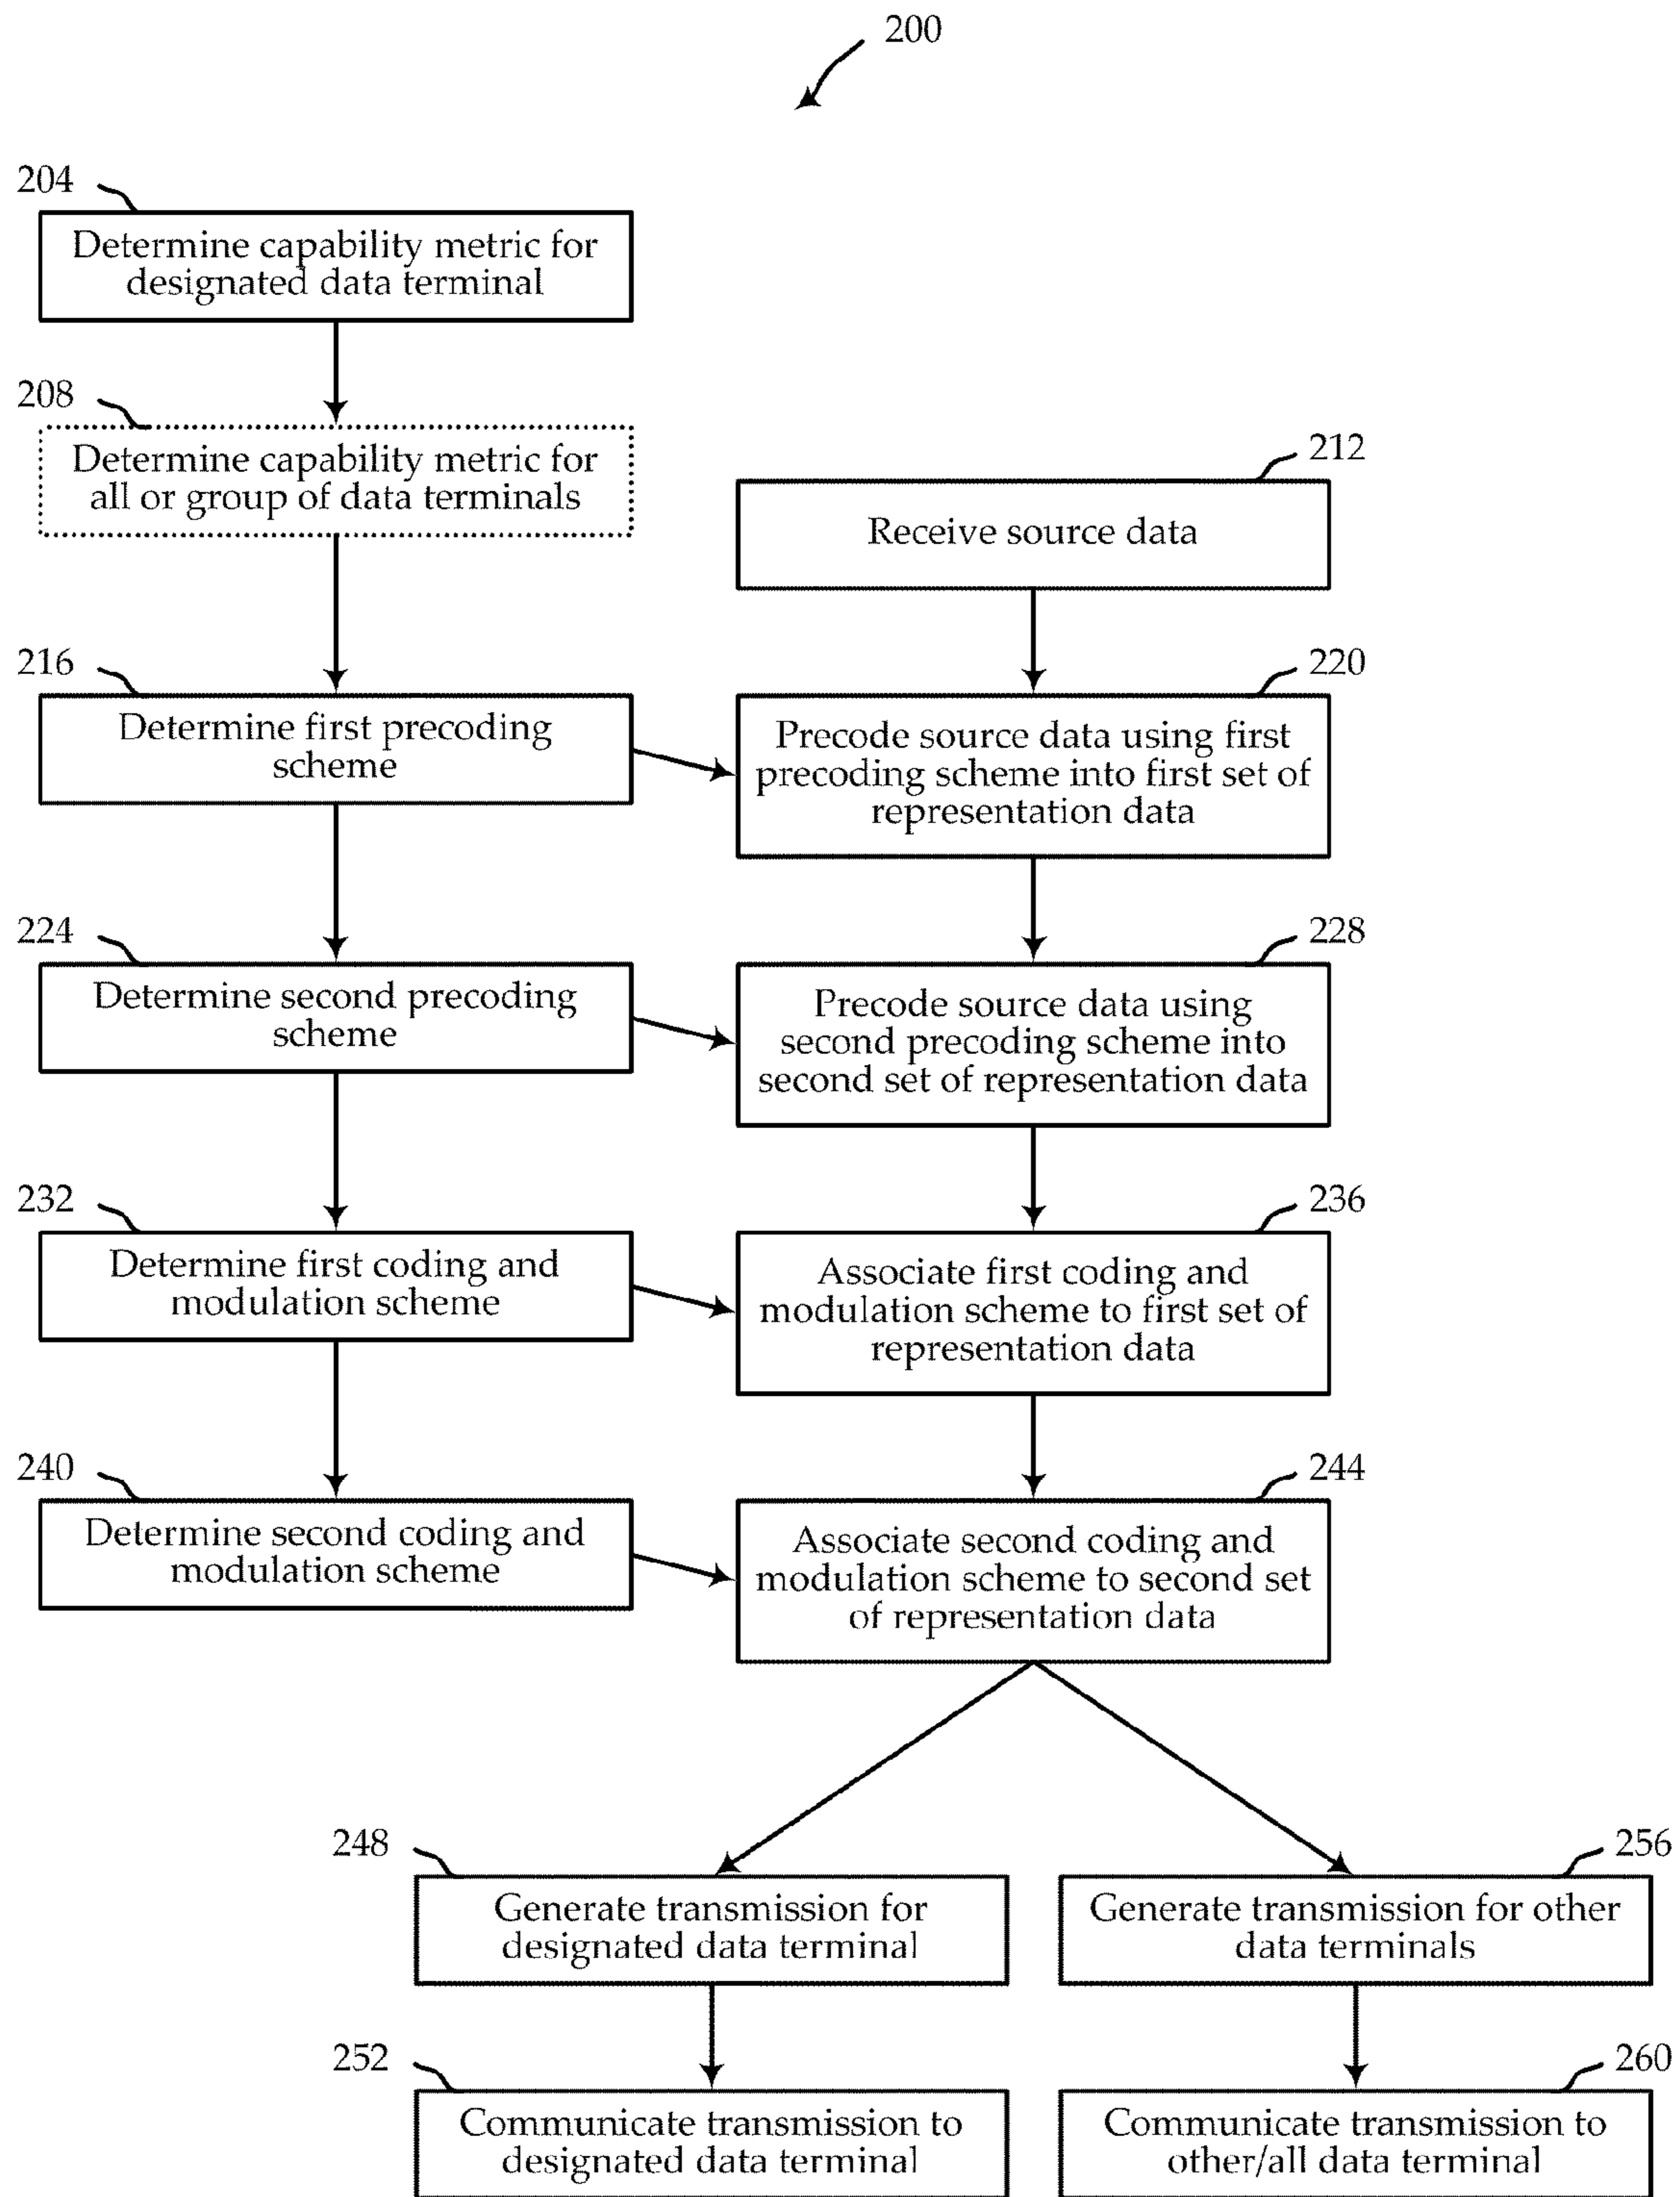 200
204
Determine capability metric for
designated data terminal
208
Determine capability metric for
all or group of data terminals
212
Receive source data
216
Determine first precoding
scheme
220
Precode source data using first
precoding scheme into first set of
representation data
224
Determine second precoding
scheme
228
Precode source data using
second precoding scheme into
second set of representation data
232
Determine first coding and
modulation scheme
236
Associate first coding and
modulation scheme to first set of
representation data
240
Determine second coding and
modulation scheme
244
Associate second coding and
modulation scheme to second set
of representation data
248
Generate transmission for
designated data terminal
256
Generate transmission for other
data terminals
252
Communicate transmission to
designated data terminal
260
Communicate transmission to
other/all data terminal